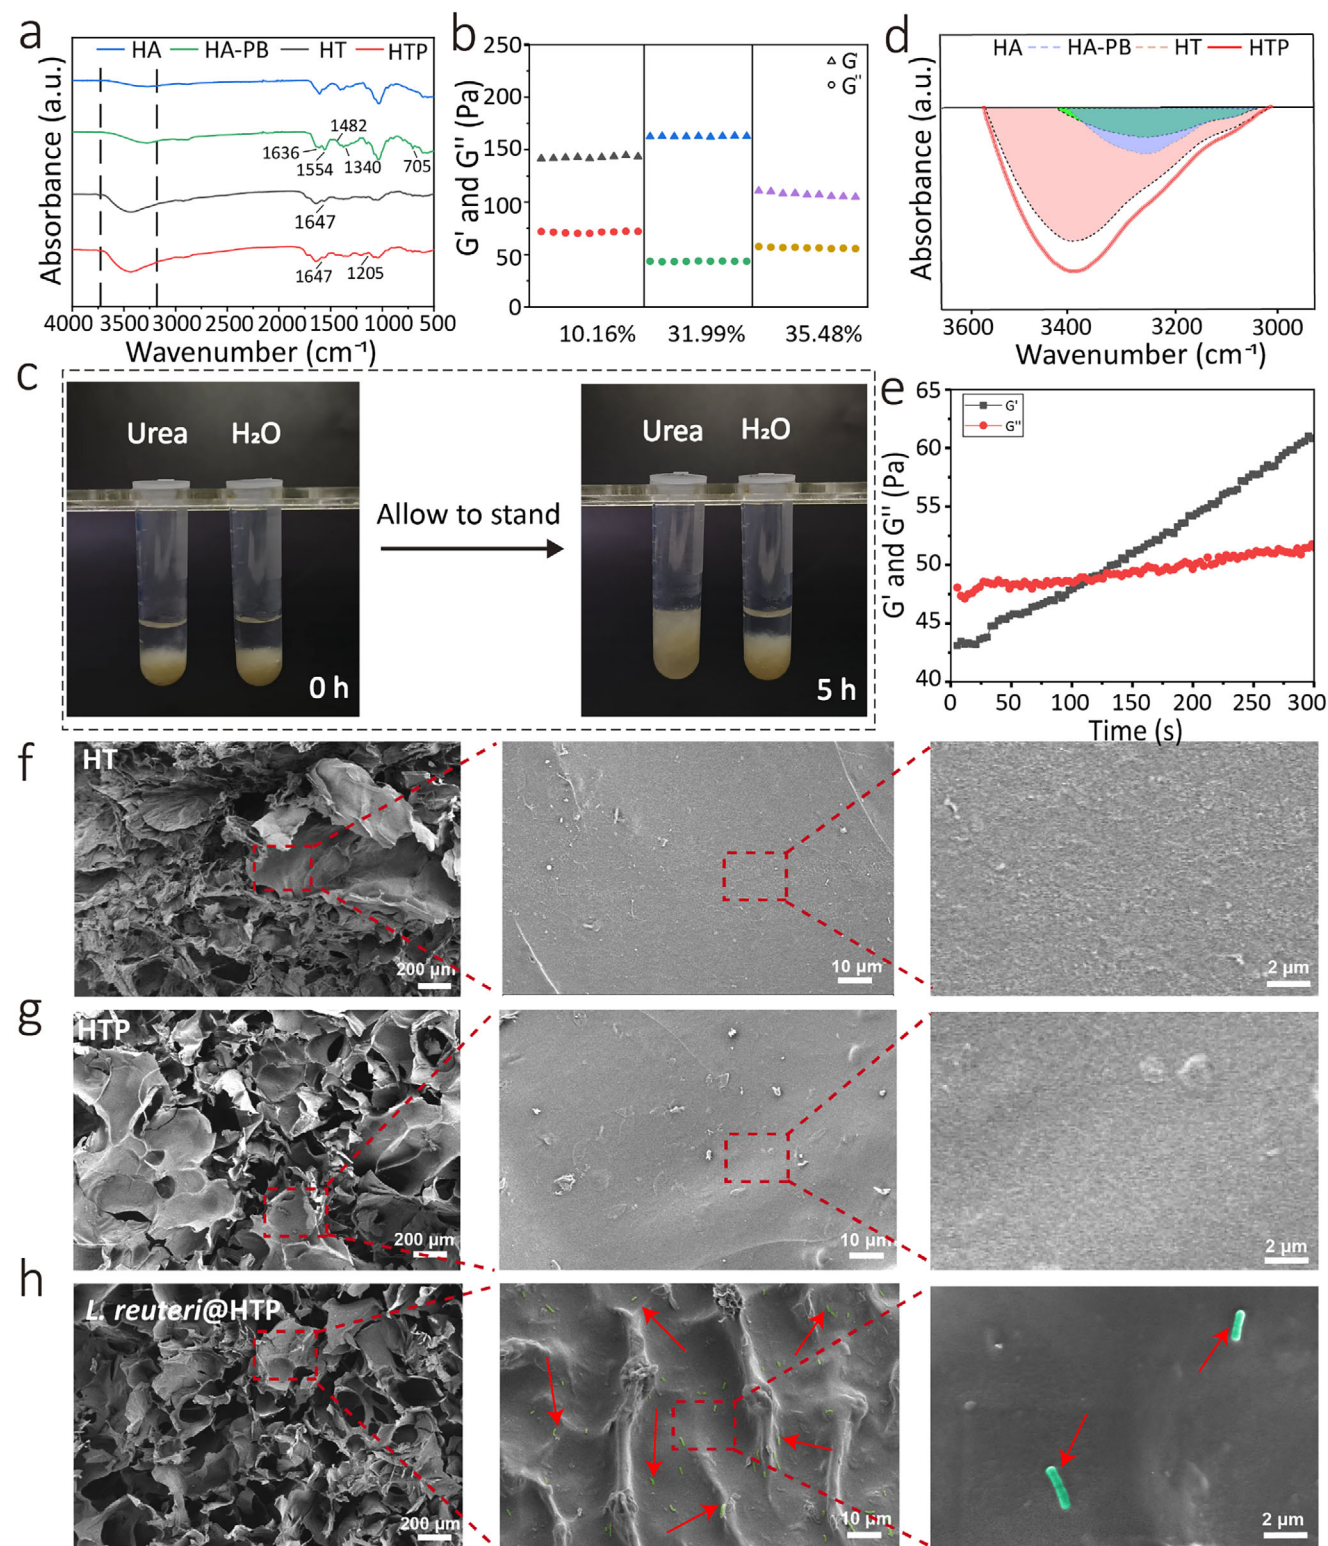 a
HA HA-PB HT HTP
Absorbance (a.u.)
1482
1636
1554
1340
705
1647
1647
1205
4000 3500 3000 2500 2000 1500 1000 500
Wavenumber (cm⁻¹)
b
G' and G'' (Pa)
250
200
150
100
50
0
G'
G''
10.16% 31.99% 35.48%
d
HA HA-PB HT HTP
Absorbance (a.u.)
3600 3400 3200 3000
Wavenumber (cm⁻¹)
c
Urea H₂O
0 h
Allow to stand
Urea H₂O
5 h
e
G' and G'' (Pa)
65
60
55
50
45
40
G'
G''
0 50 100 150 200 250 300
Time (s)
f
HT
200 μm
10 μm
2 μm
g
HTP
200 μm
10 μm
2 μm
h
L. reuteri@HTP
200 μm
10 μm
2 μm